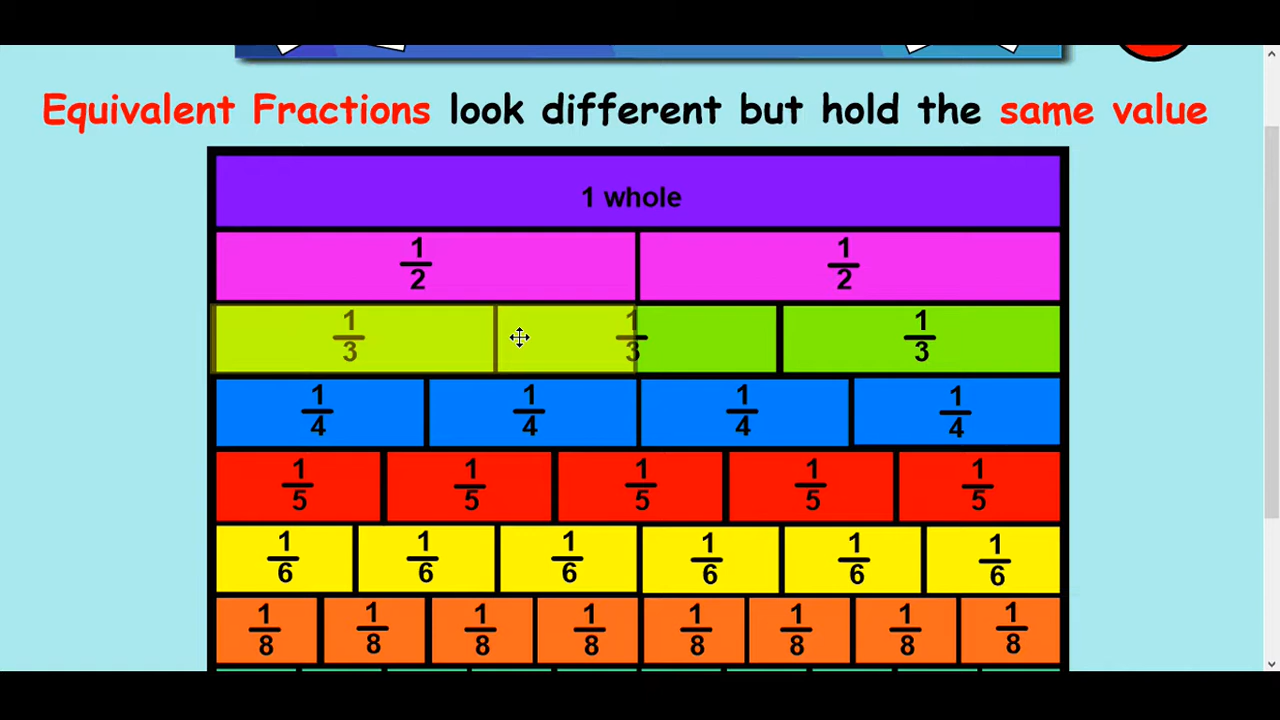 Equivalent Fractions look different but hold the same value
1 whole
1/2 1/2
1/3 1/3 1/3
1/4 1/4 1/4 1/4
1/5 1/5 1/5 1/5 1/5
1/6 1/6 1/6 1/6 1/6 1/6
1/8 1/8 1/8 1/8 1/8 1/8 1/8 1/8